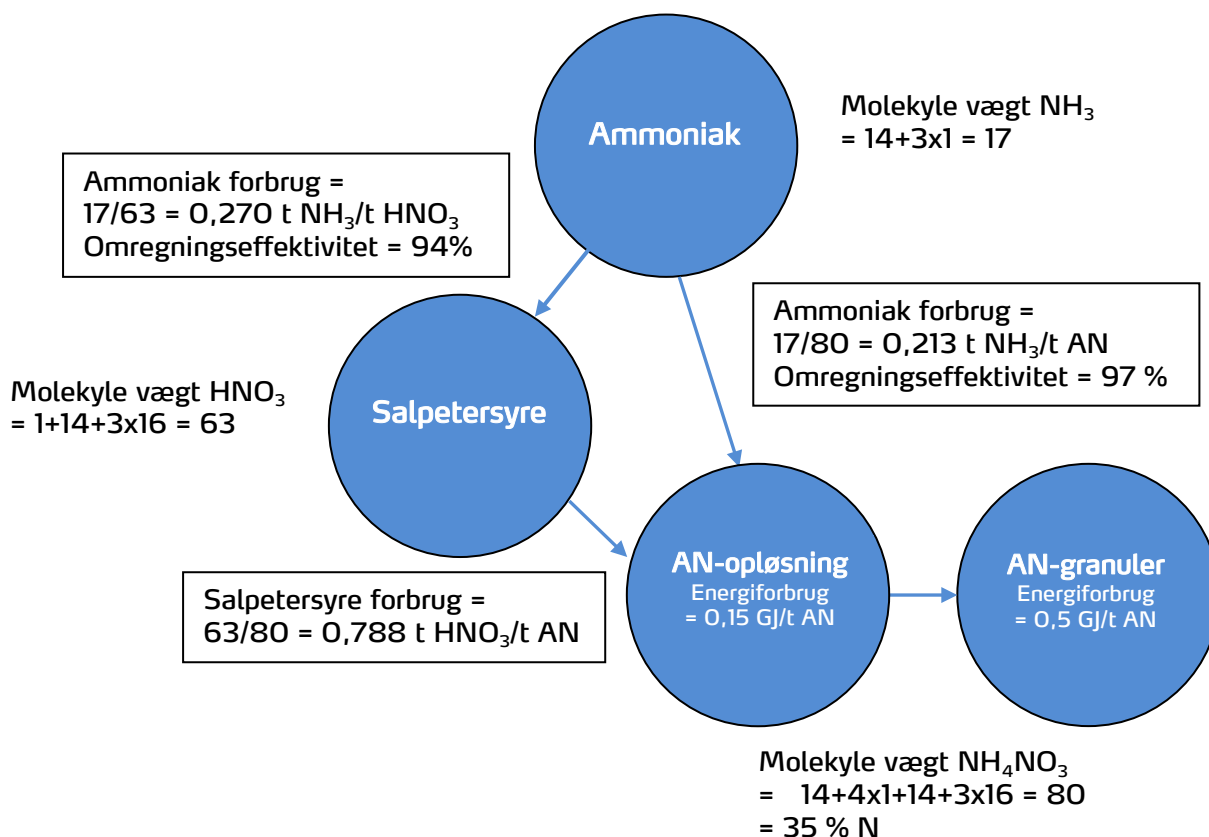 Ammoniak
Molekyle vægt NH₃
= 14+3x1 = 17
Ammoniak forbrug =
17/63 = 0,270 t NH₃/t HNO₃
Omregningseffektivitet = 94%
Ammoniak forbrug =
17/80 = 0,213 t NH₃/t AN
Omregningseffektivitet = 97 %
Molekyle vægt HNO₃
= 1+14+3x16 = 63
Salpetersyre
AN-opløsning
Energiforbrug
= 0,15 GJ/t AN
AN-granuler
Energiforbrug
= 0,5 GJ/t AN
Salpetersyre forbrug =
63/80 = 0,788 t HNO₃/t AN
Molekyle vægt NH₄NO₃
= 14+4x1+14+3x16 = 80
= 35 % N